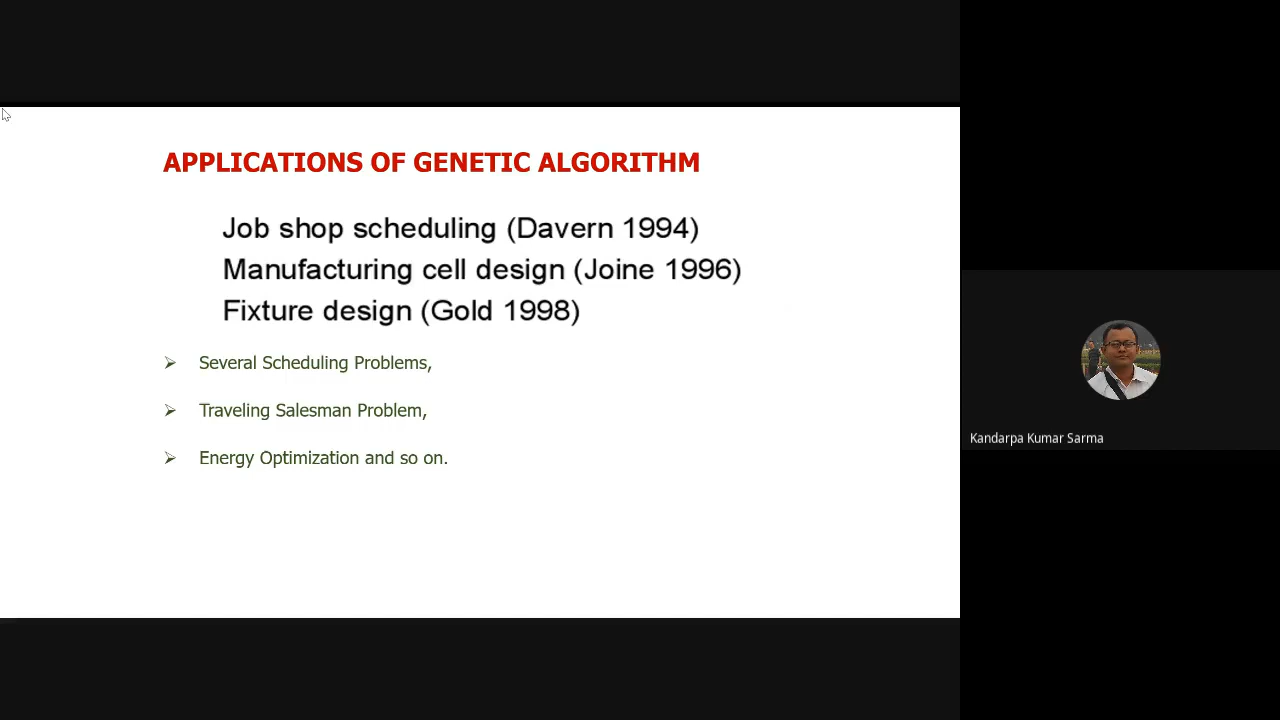 APPLICATIONS OF GENETIC ALGORITHM
Job shop scheduling (Davern 1994)
Manufacturing cell design (Joine 1996)
Fixture design (Gold 1998)
Several Scheduling Problems,
Traveling Salesman Problem,
Energy Optimization and so on.
Kandarpa Kumar Sarma